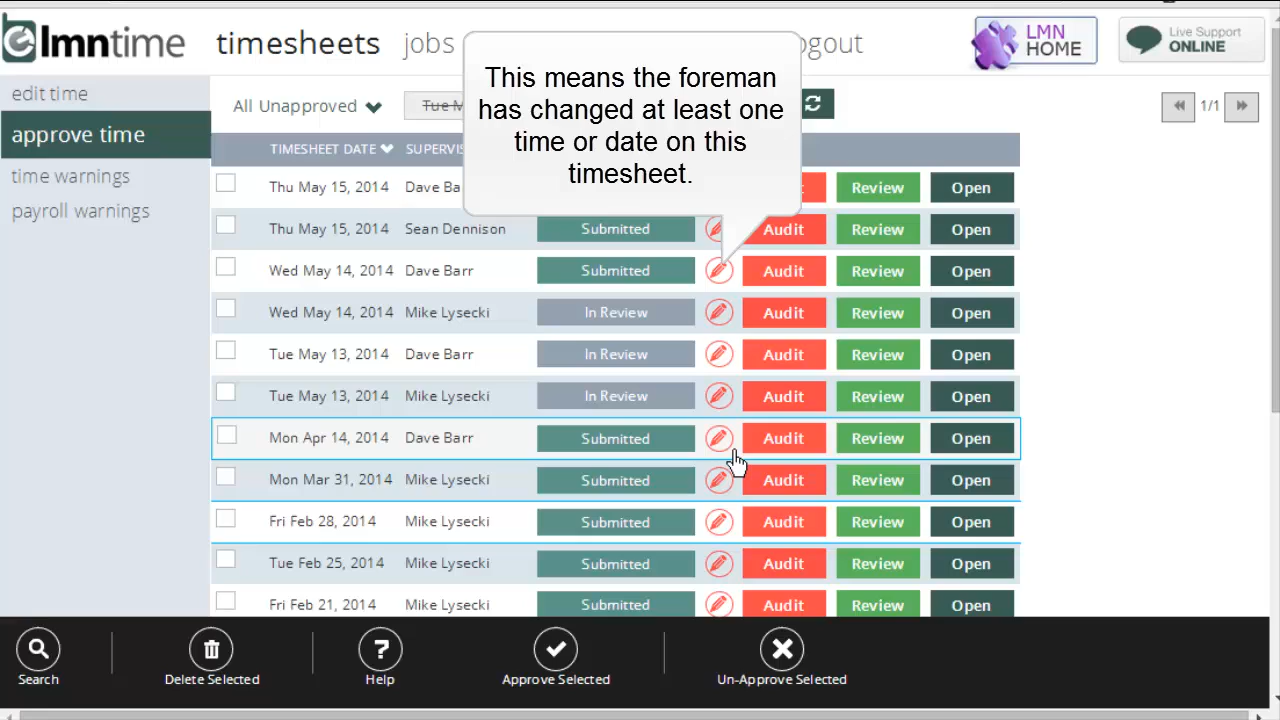 lmntime timesheets jobs ogout LMN HOME Live Support ONLINE
This means the foreman
has changed at least one
time or date on this
timesheet.
edit time
approve time
time warnings
payroll warnings
All Unapproved Tue M 1/1
TIMESHEET DATE SUPERVIS
Thu May 15, 2014 Dave Ba Review Open
Thu May 15, 2014 Sean Dennison Submitted Audit Review Open
Wed May 14, 2014 Dave Barr Submitted Audit Review Open
Wed May 14, 2014 Mike Lysecki In Review Audit Review Open
Tue May 13, 2014 Dave Barr In Review Audit Review Open
Tue May 13, 2014 Mike Lysecki In Review Audit Review Open
Mon Apr 14, 2014 Dave Barr Submitted Audit Review Open
Mon Mar 31, 2014 Mike Lysecki Submitted Audit Review Open
Fri Feb 28, 2014 Mike Lysecki Submitted Audit Review Open
Tue Feb 25, 2014 Mike Lysecki Submitted Audit Review Open
Fri Feb 21, 2014 Mike Lysecki Submitted Audit Review Open
Search Delete Selected ? Help Approve Selected Un-Approve Selected